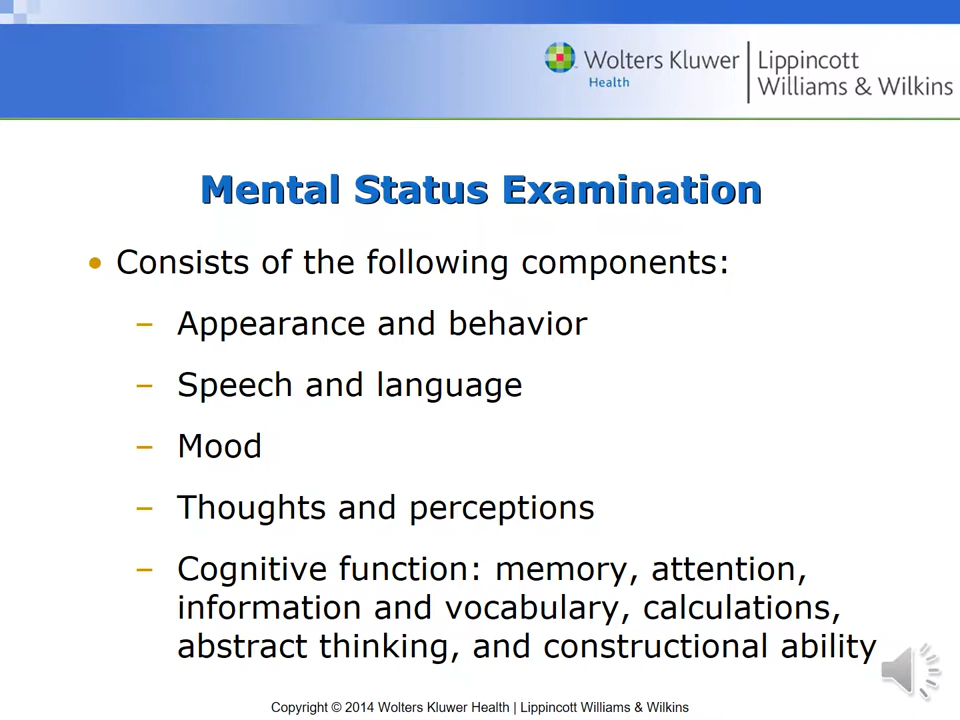 Wolters Kluwer
Health
Lippincott
Williams & Wilkins
Mental Status Examination
• Consists of the following components:
– Appearance and behavior
– Speech and language
– Mood
– Thoughts and perceptions
– Cognitive function: memory, attention,
information and vocabulary, calculations,
abstract thinking, and constructional ability
Copyright © 2014 Wolters Kluwer Health | Lippincott Williams & Wilkins